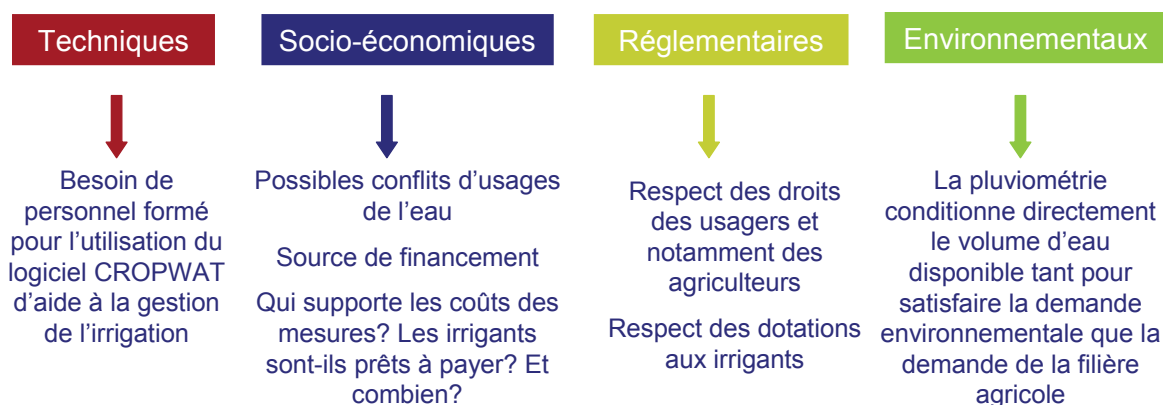 Techniques
Besoin de
personnel formé
pour l'utilisation du
logiciel CROPWAT
d'aide à la gestion
de l'irrigation
Socio-économiques
Possibles conflits d'usages
de l'eau
Source de financement
Qui supporte les coûts des
mesures? Les irrigants
sont-ils prêts à payer? Et
combien?
Réglementaires
Respect des droits
des usagers et
notamment des
agriculteurs
Respect des dotations
aux irrigants
Environnementaux
La pluviométrie
conditionne directement
le volume d'eau
disponible tant pour
satisfaire la demande
environnementale que la
demande de la filière
agricole